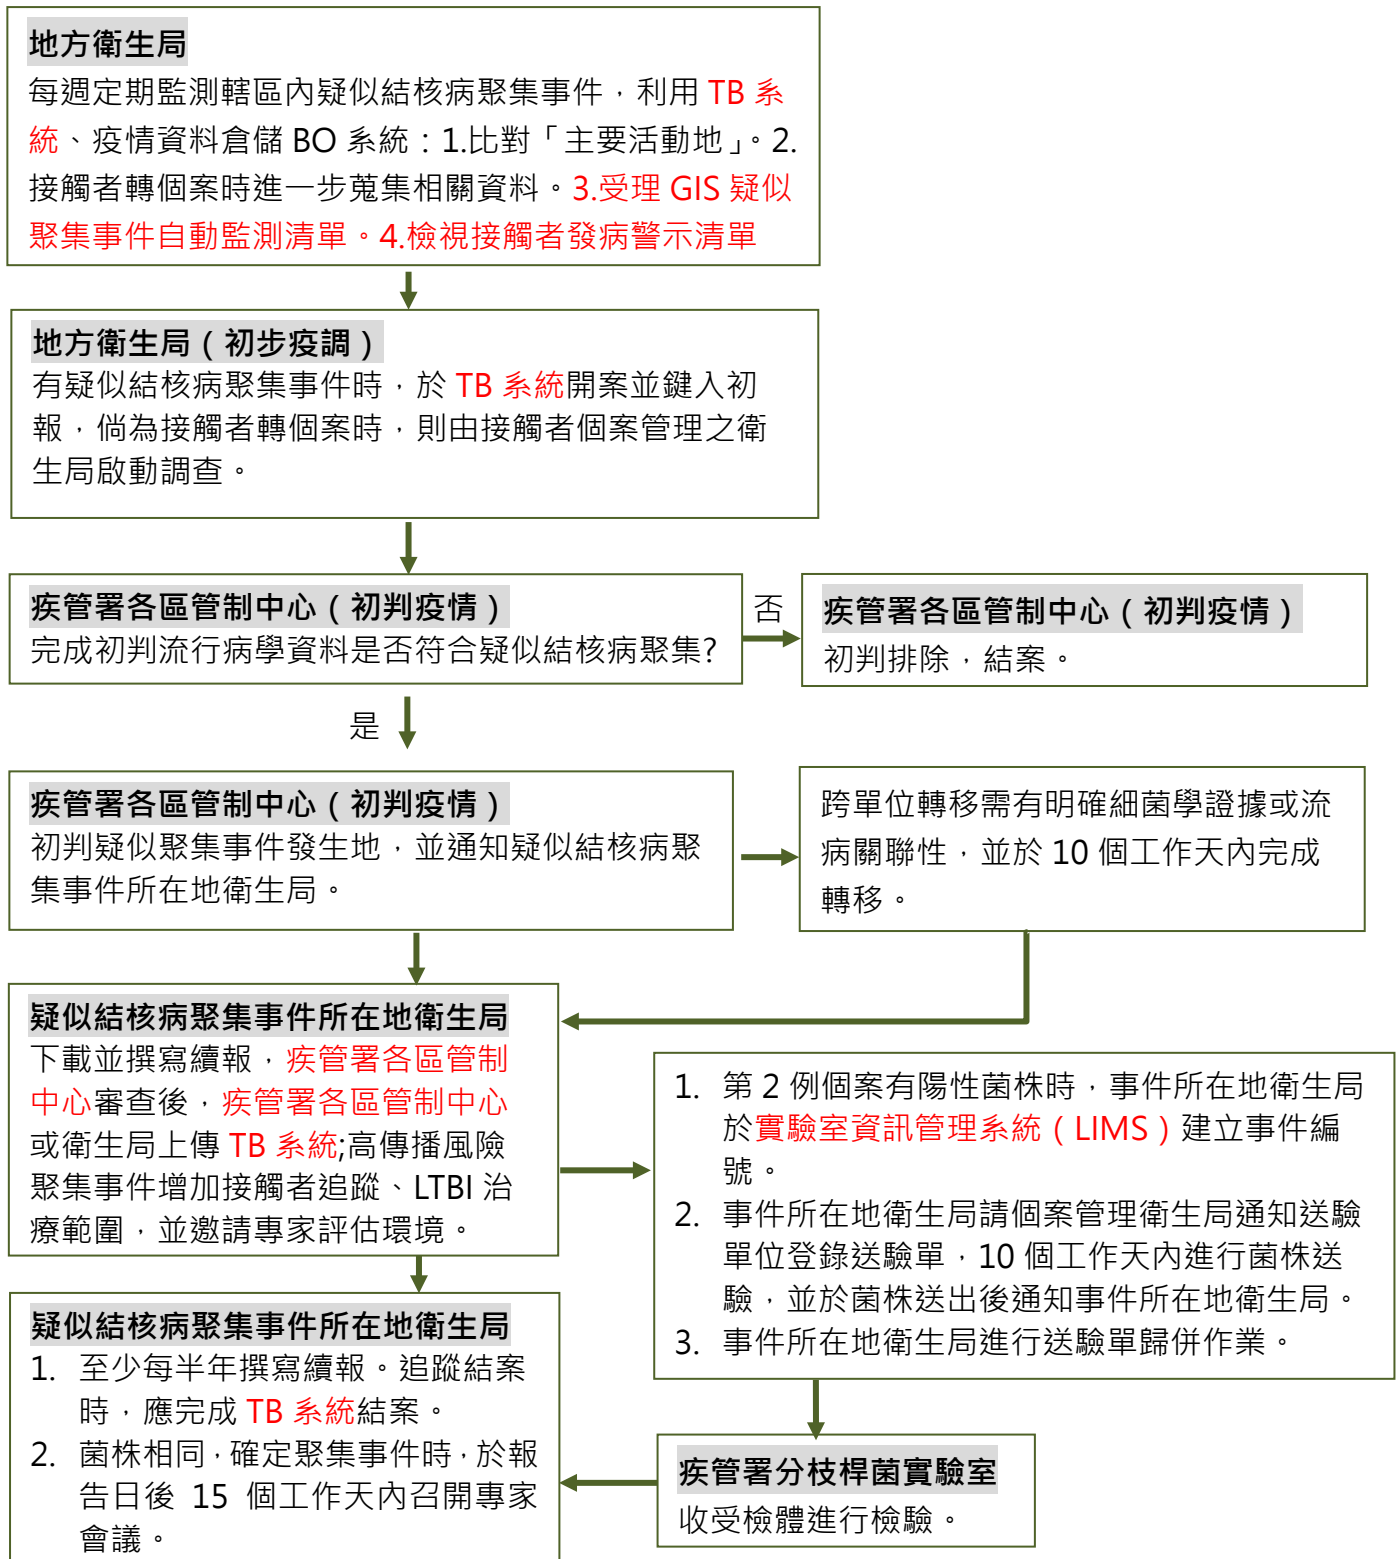 地方衛生局
每週定期監測轄區內疑似結核病聚集事件，利用 TB 系
統、疫情資料倉儲 BO 系統：1.比對「主要活動地」。2.
接觸者轉個案時進一步蒐集相關資料。3.受理 GIS 疑似
聚集事件自動監測清單。4.檢視接觸者發病警示清單
地方衛生局（初步疫調）
有疑似結核病聚集事件時，於 TB 系統開案並鍵入初
報，倘為接觸者轉個案時，則由接觸者個案管理之衛
生局啟動調查。
疾管署各區管制中心（初判疫情）
完成初判流行病學資料是否符合疑似結核病聚集?
否
疾管署各區管制中心（初判疫情）
初判排除，結案。
是
疾管署各區管制中心（初判疫情）
初判疑似聚集事件發生地，並通知疑似結核病聚
集事件所在地衛生局。
跨單位轉移需有明確細菌學證據或流
病關聯性，並於 10 個工作天內完成
轉移。
疑似結核病聚集事件所在地衛生局
下載並撰寫續報，疾管署各區管制
中心審查後，疾管署各區管制中心
或衛生局上傳 TB 系統;高傳播風險
聚集事件增加接觸者追蹤、LTBI 治
療範圍，並邀請專家評估環境。
1. 第 2 例個案有陽性菌株時，事件所在地衛生局
於實驗室資訊管理系統（LIMS）建立事件編
號。
2. 事件所在地衛生局請個案管理衛生局通知送驗
單位登錄送驗單，10 個工作天內進行菌株送
驗，並於菌株送出後通知事件所在地衛生局。
3. 事件所在地衛生局進行送驗單歸併作業。
疾管署分枝桿菌實驗室
收受檢體進行檢驗。
疑似結核病聚集事件所在地衛生局
1. 至少每半年撰寫續報。追蹤結案
時，應完成 TB 系統結案。
2. 菌株相同，確定聚集事件時，於報
告日後 15 個工作天內召開專家
會議。